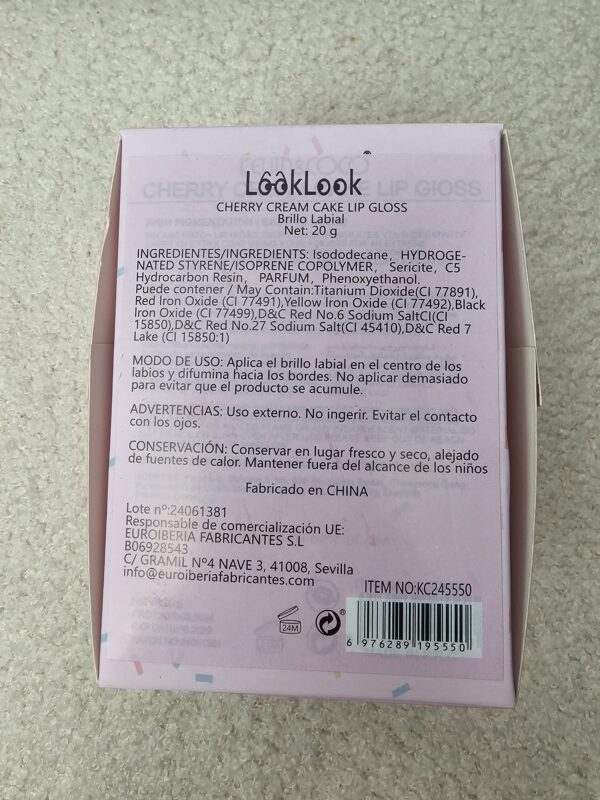 LookLook
CHERRY CREAM CAKE LIP GLOSS
Brillo Labial
Net: 20 g
INGREDIENTES/INGREDIENTS: Isododecane, HYDROGE-
NATED STYRENE/ISOPRENE COPOLYMER, Sericite, C5
Hydrocarbon Resin, PARFUM, Phenoxyethanol.
Puede contener / May Contain:Titanium Dioxide(CI 77891),
Red Iron Oxide (CI 77491),Yellow Iron Oxide (CI 77492),Black
Iron Oxide (CI 77499),D&C Red No.6 Sodium SaltCI(CI
15850),D&C Red No.27 Sodium Salt(CI 45410),D&C Red 7
Lake (CI 15850:1)
MODO DE USO: Aplica el brillo labial en el centro de los
labios y difumina hacia los bordes. No aplicar demasiado
para evitar que el producto se acumule.
ADVERTENCIAS: Uso externo. No ingerir. Evitar el contacto
con los ojos.
CONSERVACIÓN: Conservar en lugar fresco y seco, alejado
de fuentes de calor. Mantener fuera del alcance de los niños
Fabricado en CHINA
Lote nº:24061381
Responsable de comercialización UE:
EUROIBERIA FABRICANTES S.L
B06928543
C/ GRAMIL Nº4 NAVE 3, 41008, Sevilla
info@euroiberiafabricantes.com
ITEM NO:KC245550
24M
6 976289 195550